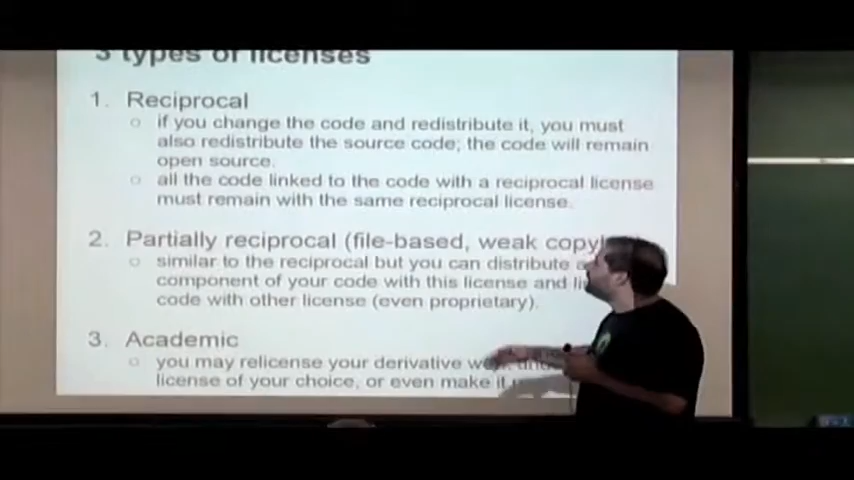 3 types of licenses
1. Reciprocal
○ if you change the code and redistribute it, you must
also redistribute the source code; the code will remain
open source.
○ all the code linked to the code with a reciprocal license
must remain with the same reciprocal license.
2. Partially reciprocal (file-based, weak
○ similar to the reciprocal but you can distribute
component of your code with this license and
code with other license (even proprietary).
3. Academic
○ you may relicense your derivative
license of your choice, or even make it